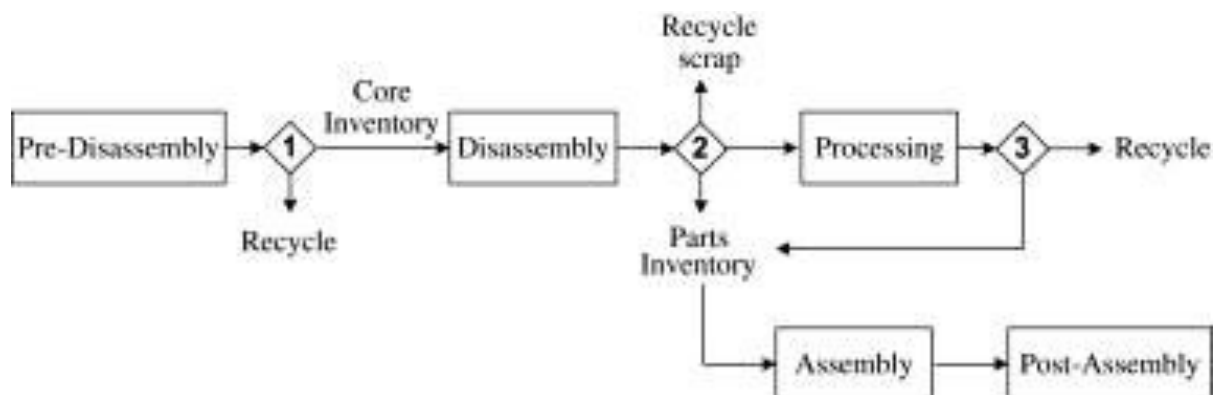 Recycle
scrap
Core
Inventory
Pre-Disassembly
1
Disassembly
2
Processing
3
Recycle
Recycle
Parts
Inventory
Assembly
Post-Assembly